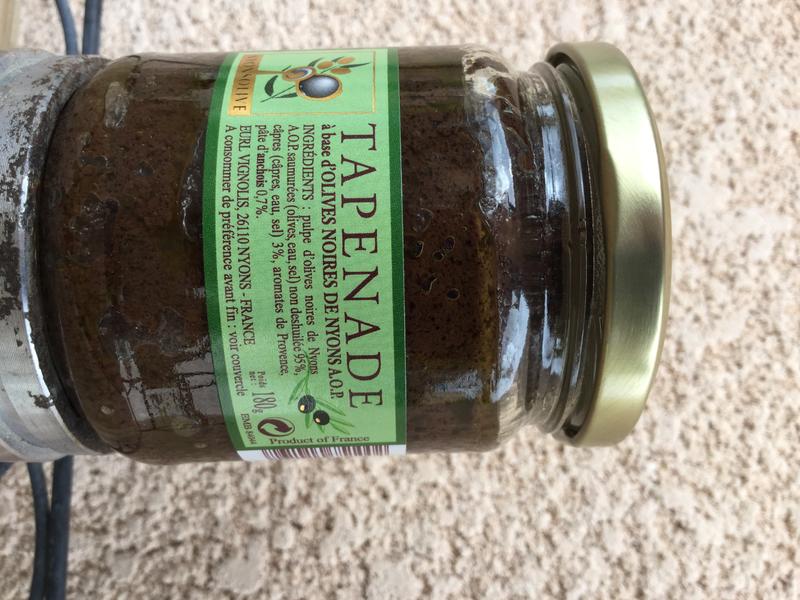 TAPENADE
à base d'OLIVES NOIRES DE NYONS A.O.P.
INGRÉDIENTS : pulpe d'olives noires de Nyons
A.O.P. saumurées (olives, eau, sel) non deshuilée 95%,
câpres (câpres, eau, sel) 3%, aromates de Provence,
pâte d'anchois 0,7%.
EURL VIGNOLIS, 26110 NYONS - FRANCE
A consommer de préférence avant fin : voir couvercle
Poids
net : 180g
Product of France